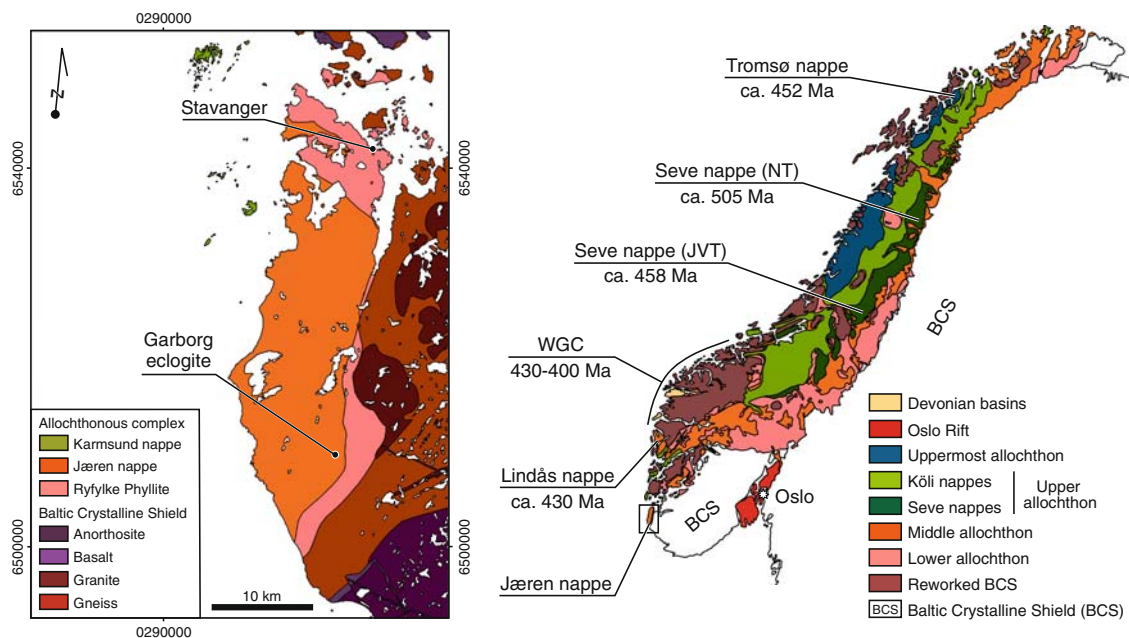 0290000
N
Stavanger
6540000
6540000
Garborg
eclogite
Allochthonous complex
Karmsund nappe
Jæren nappe
Ryfylke Phyllite
Baltic Crystalline Shield
Anorthosite
Basalt
Granite
Gneiss
10 km
6500000
6500000
0290000
Tromsø nappe
ca. 452 Ma
Seve nappe (NT)
ca. 505 Ma
Seve nappe (JVT)
ca. 458 Ma
WGC
430-400 Ma
Lindås nappe
ca. 430 Ma
Jæren nappe
BCS
BCS
Oslo
Devonian basins
Oslo Rift
Uppermost allochthon
Köli nappes
Seve nappes
Upper
allochthon
Middle allochthon
Lower allochthon
Reworked BCS
BCS Baltic Crystalline Shield (BCS)